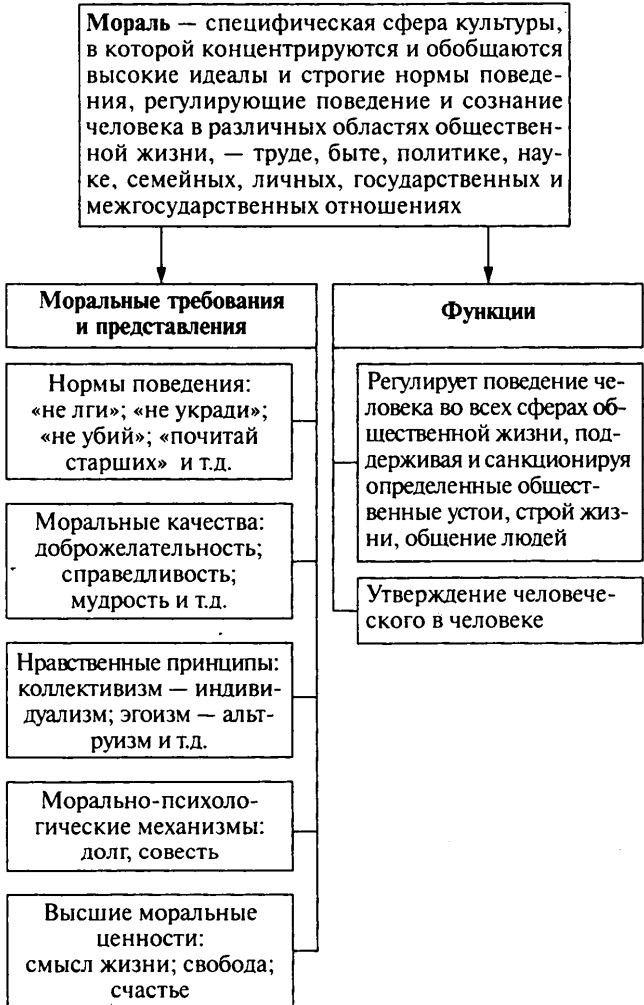 Мораль — специфическая сфера культуры,
в которой концентрируются и обобщаются
высокие идеалы и строгие нормы поведе-
ния, регулирующие поведение и сознание
человека в различных областях обществен-
ной жизни, — труде, быте, политике, нау-
ке, семейных, личных, государственных и
межгосударственных отношениях
Моральные требования
и представления
Нормы поведения:
«не лги»; «не укради»;
«не убий»; «почитай
старших» и т.д.
Моральные качества:
доброжелательность;
справедливость;
мудрость и т.д.
Нравственные принципы:
коллективизм — индиви-
дуализм; эгоизм — альт-
руизм и т.д.
Морально-психоло-
гические механизмы:
долг, совесть
Высшие моральные
ценности:
смысл жизни; свобода;
счастье
Функции
Регулирует поведение че-
ловека во всех сферах об-
щественной жизни, под-
держивая и санкционируя
определенные общест-
венные устои, строй жиз-
ни, общение людей
Утверждение человече-
ского в человеке